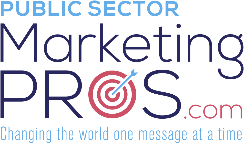 PUBLIC SECTOR
Marketing
PROS.com
Changing the world one message at a time